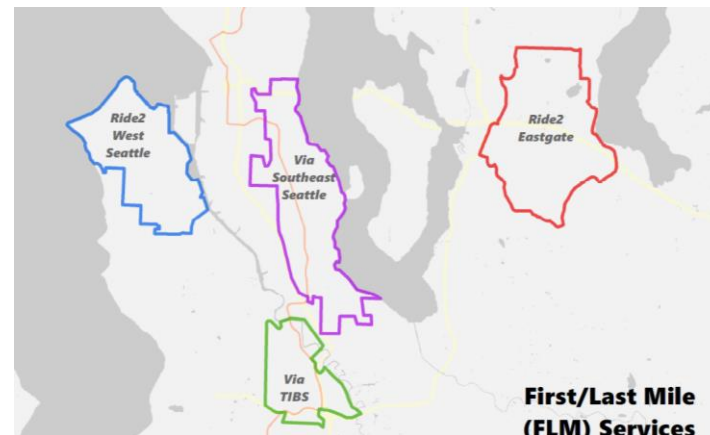 Ride2
West
Seattle
Via
Southeast
Seattle
Ride2
Eastgate
Via
TIBS
First/Last Mile
(FLM) Services